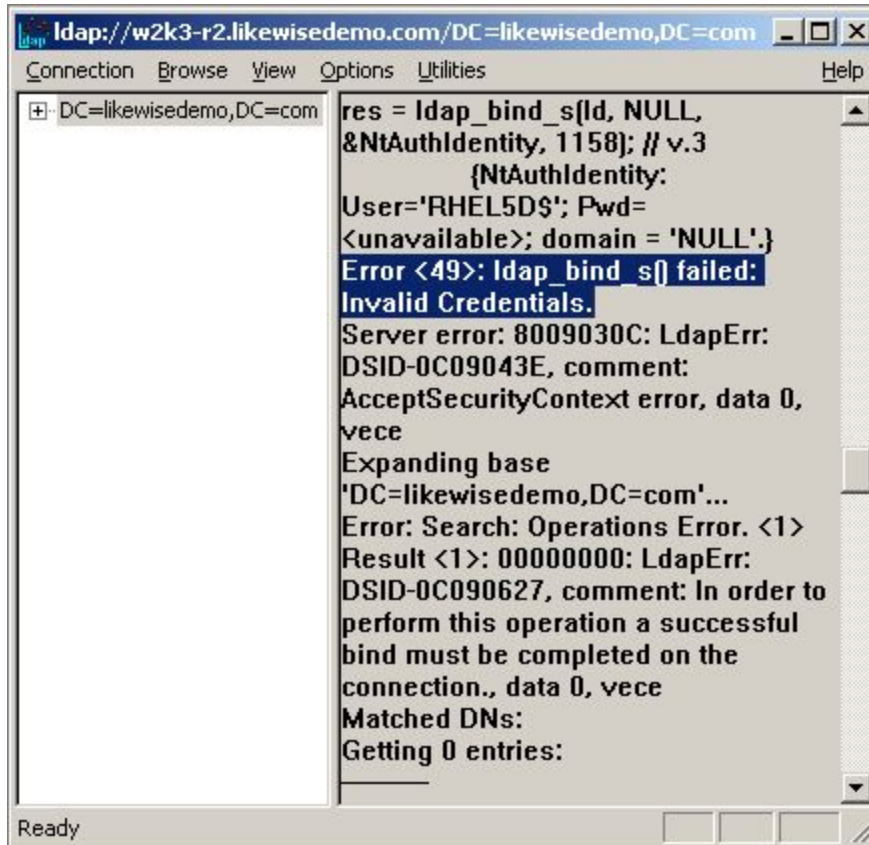 ldap://w2k3-r2.likewisedemo.com/DC=likewisedemo,DC=com
Connection Browse View Options Utilities Help
DC=likewisedemo,DC=com
res = ldap_bind_s(ld, NULL,
&NtAuthIdentity, 1158); // v.3
{NtAuthIdentity:
User='RHEL5D$'; Pwd=
<unavailable>; domain = 'NULL'.}
Error <49>: ldap_bind_s() failed:
Invalid Credentials.
Server error: 8009030C: LdapErr:
DSID-0C09043E, comment:
AcceptSecurityContext error, data 0,
vece
Expanding base
'DC=likewisedemo,DC=com'...
Error: Search: Operations Error. <1>
Result <1>: 00000000: LdapErr:
DSID-0C090627, comment: In order to
perform this operation a successful
bind must be completed on the
connection., data 0, vece
Matched DNs:
Getting 0 entries:
Ready